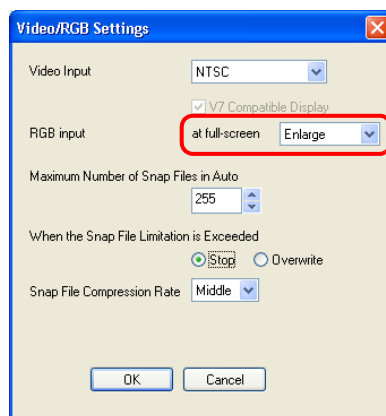 Video/RGB Settings
Video Input NTSC
V7 Compatible Display
RGB input at full-screen Enlarge
Maximum Number of Snap Files in Auto
255
When the Snap File Limitation is Exceeded
Stop Overwrite
Snap File Compression Rate Middle
OK Cancel